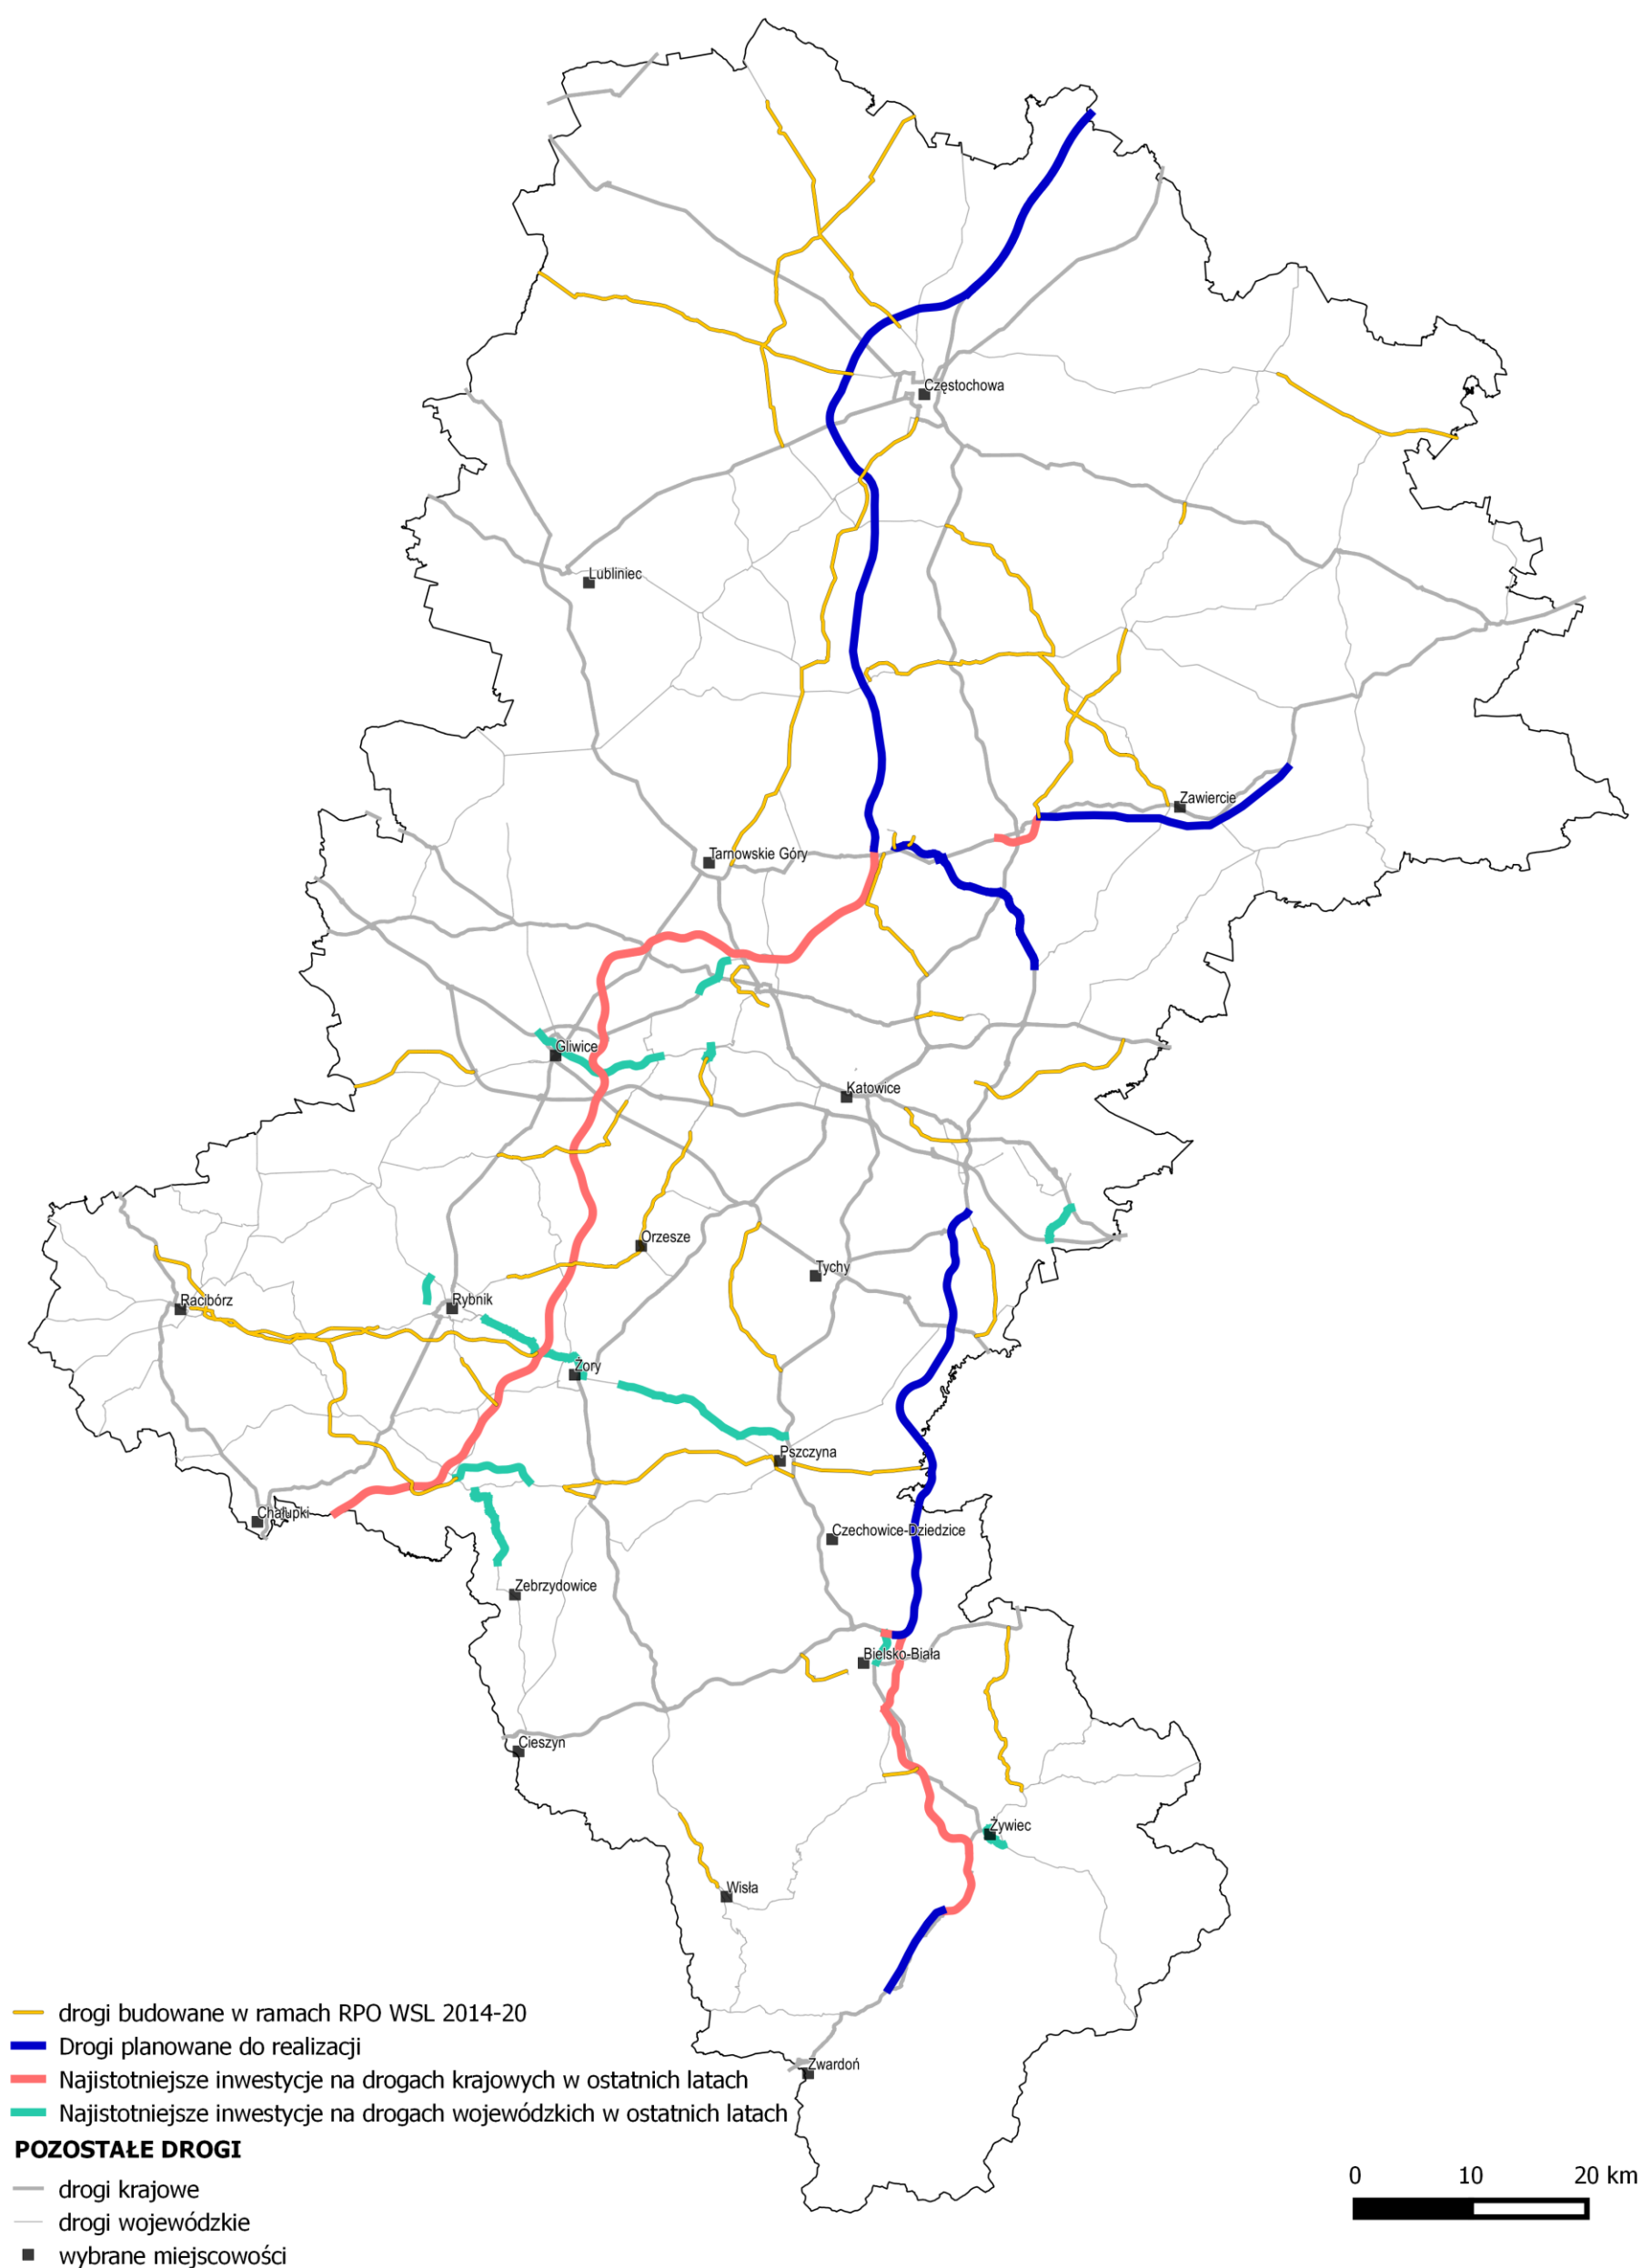 Częstochowa
Lubliniec
Zawiercie
Tarnowskie Góry
Gliwice
Katowice
Orzesze
Tychy
Racibórz
Rybnik
Żory
Pszczyna
Chałupki
Czechowice-Dziedzice
Zebrzydowice
Bielsko-Biała
Cieszyn
Żywiec
Wisła
Zwardoń
drogi budowane w ramach RPO WSL 2014-20
Drogi planowane do realizacji
Najistotniejsze inwestycje na drogach krajowych w ostatnich latach
Najistotniejsze inwestycje na drogach wojewódzkich w ostatnich latach
POZOSTAŁE DROGI
drogi krajowe
drogi wojewódzkie
wybrane miejscowości
0 10 20 km